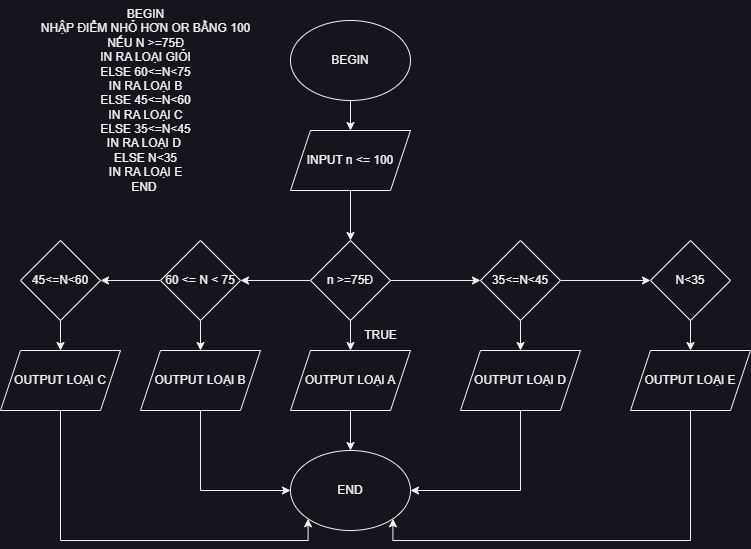 BEGIN
NHẬP ĐIỂM NHỎ HƠN OR BẰNG 100
NẾU N >=75Đ
IN RA LOẠI GIỎI
ELSE 60<=N<75
IN RA LOẠI B
ELSE 45<=N<60
IN RA LOẠI C
ELSE 35<=N<45
IN RA LOẠI D
ELSE N<35
IN RA LOẠI E
END
BEGIN
INPUT n <= 100
45<=N<60
60 <= N < 75
n >=75Đ
35<=N<45
N<35
TRUE
OUTPUT LOẠI C
OUTPUT LOẠI B
OUTPUT LOẠI A
OUTPUT LOẠI D
OUTPUT LOẠI E
END